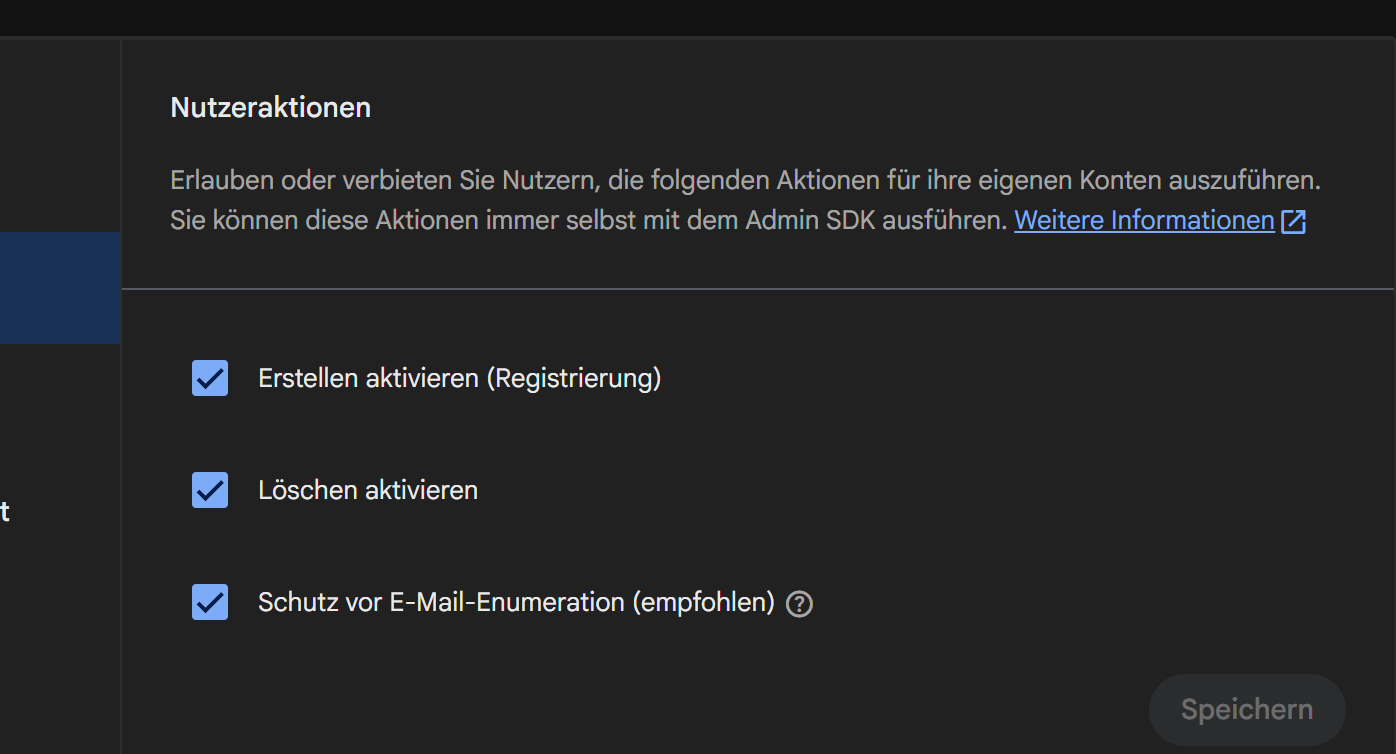 Nutzeraktionen
Erlauben oder verbieten Sie Nutzern, die folgenden Aktionen für ihre eigenen Konten auszuführen.
Sie können diese Aktionen immer selbst mit dem Admin SDK ausführen. Weitere Informationen
Erstellen aktivieren (Registrierung)
Löschen aktivieren
t
Schutz vor E-Mail-Enumeration (empfohlen)
Speichern